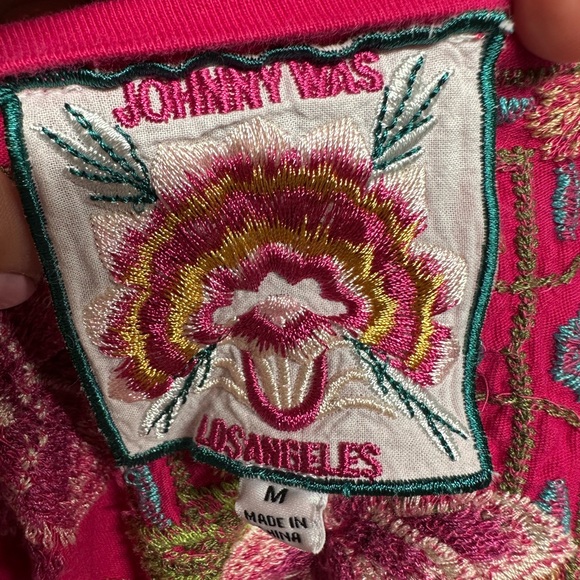 JOHNNY WAS
LOS ANGELES
M
MADE IN
CHINA